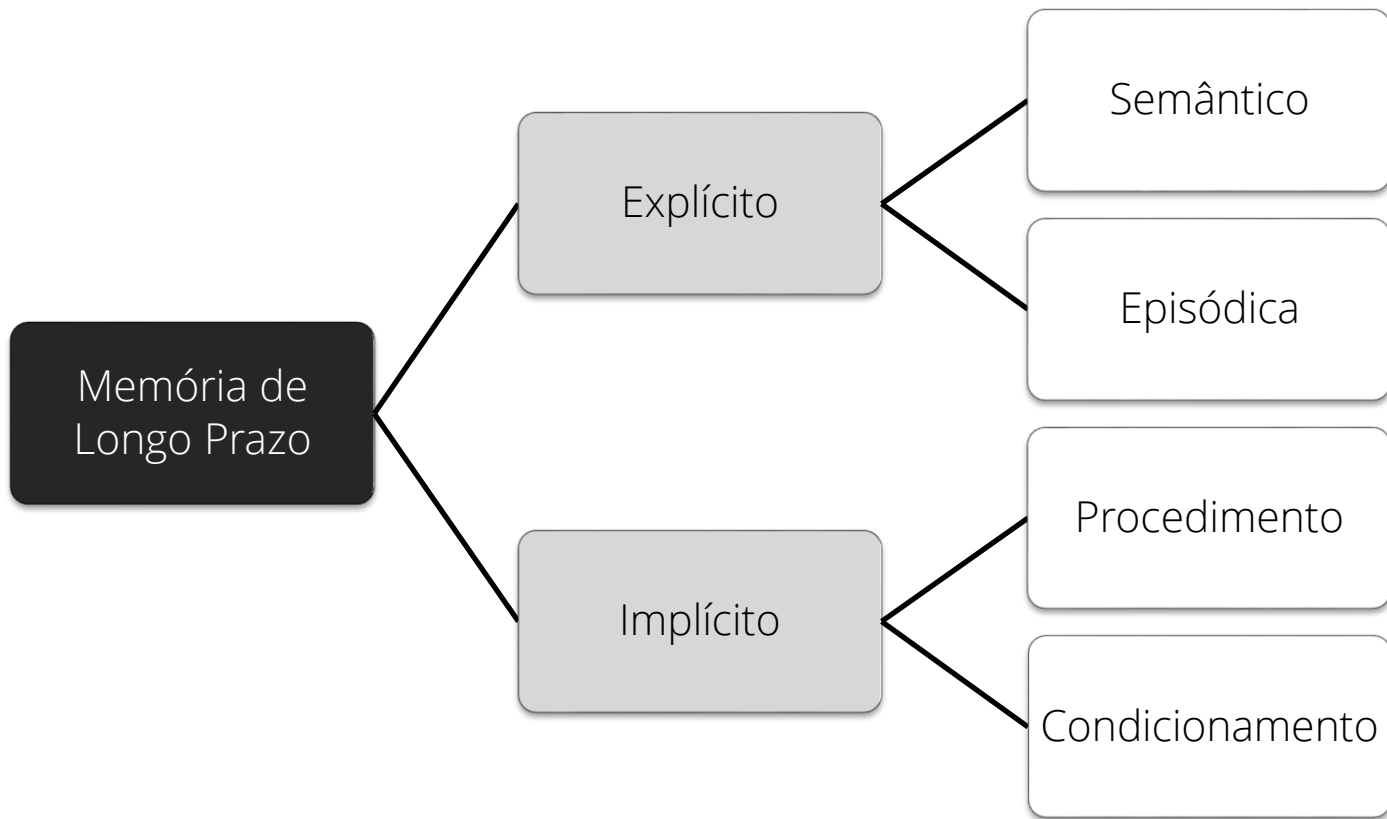 Memória de
Longo Prazo
Explícito
Implícito
Semântico
Episódica
Procedimento
Condicionamento